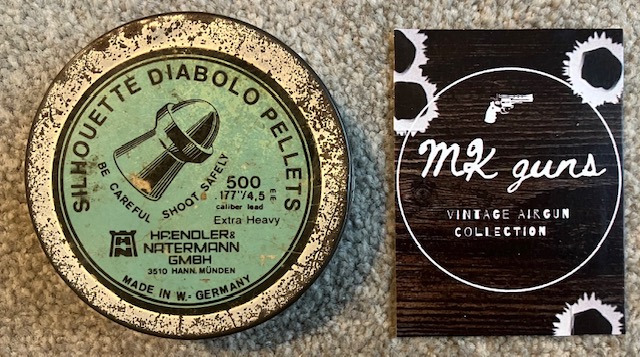 SILHOUETTE DIABOLO PELLETS
BE CAREFUL SHOOT SAFELY
500
.177"/4,5
caliber lead
Extra Heavy
HÆNDLER &
NATERMANN
GMBH
3510 HANN. MÜNDEN
MADE IN W.- GERMANY
MK guns
VINTAGE AIRGUN
COLLECTION